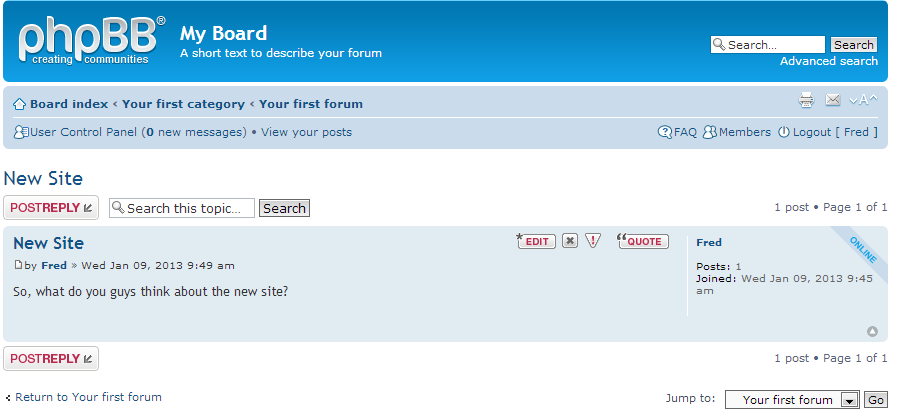 phpBB®
creating communities
My Board
A short text to describe your forum
Search... Search
Advanced search
Board index ‹ Your first category ‹ Your first forum
A
User Control Panel (0 new messages) • View your posts
FAQ Members Logout [ Fred ]
New Site
POSTREPLY Search this topic... Search
1 post • Page 1 of 1
New Site
*EDIT ! “QUOTE
by Fred » Wed Jan 09, 2013 9:49 am
So, what do you guys think about the new site?
Fred
ONLINE
Posts: 1
Joined: Wed Jan 09, 2013 9:45
am
POSTREPLY
1 post • Page 1 of 1
Return to Your first forum
Jump to: Your first forum Go